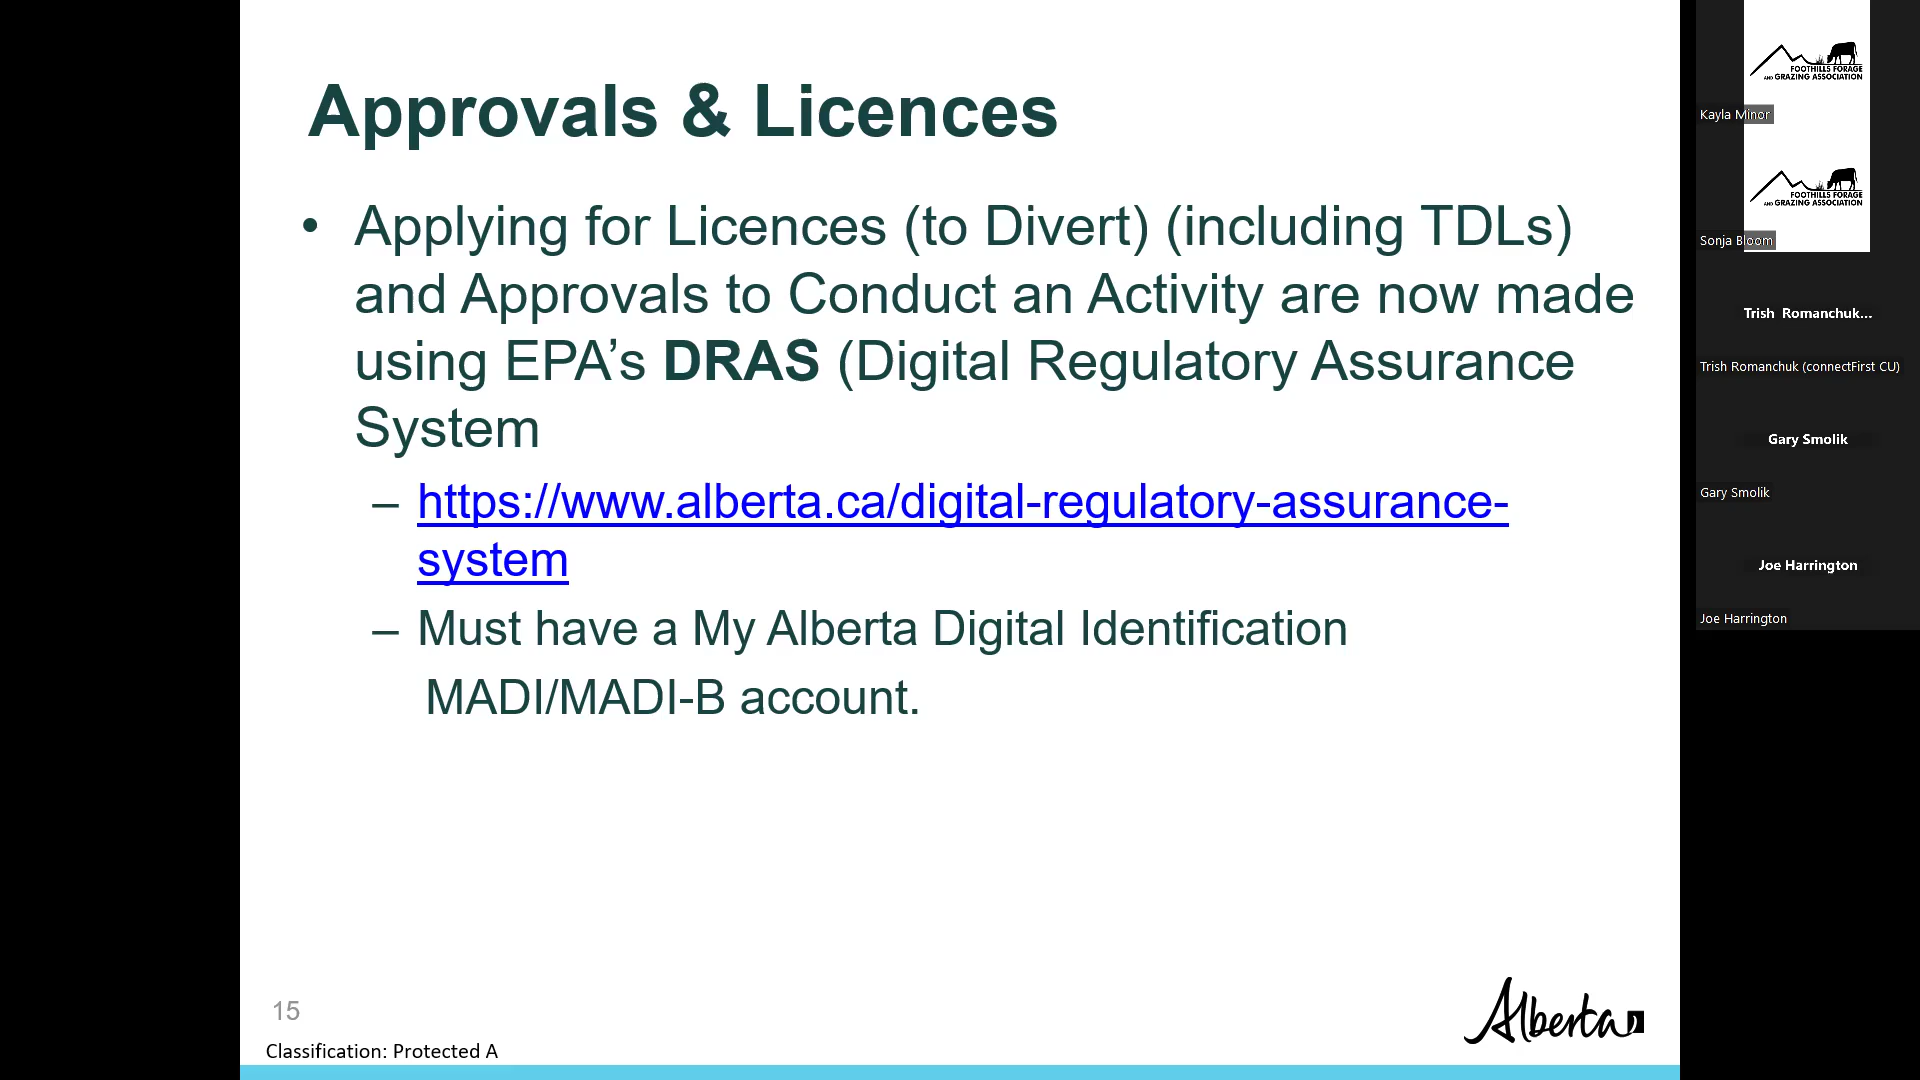 Approvals & Licences
• Applying for Licences (to Divert) (including TDLs)
and Approvals to Conduct an Activity are now made
using EPA’s DRAS (Digital Regulatory Assurance
System
– https://www.alberta.ca/digital-regulatory-assurance-
system
– Must have a My Alberta Digital Identification
MADI/MADI-B account.
15
Classification: Protected A
Alberta
FOOTHILLS FORAGE
AND GRAZING ASSOCIATION
Kayla Minor
FOOTHILLS FORAGE
AND GRAZING ASSOCIATION
Sonja Bloom
Trish Romanchuk...
Trish Romanchuk (connectFirst CU)
Gary Smolik
Gary Smolik
Joe Harrington
Joe Harrington